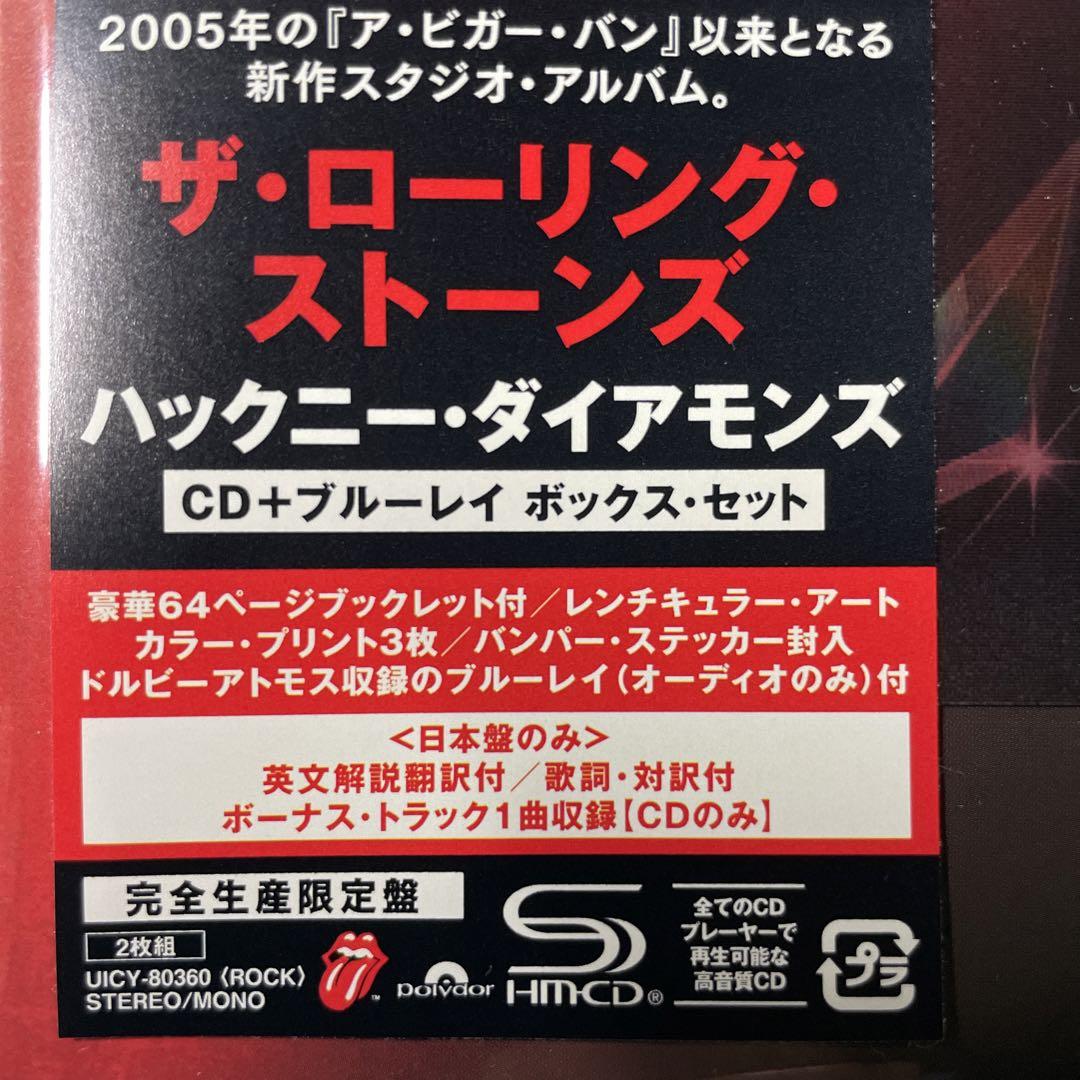 2005年の『ア・ビガー・バン』以来となる
新作スタジオ・アルバム。
ザ・ローリング・
ストーンズ
ハックニー・ダイアモンズ
CD+ブルーレイ ボックス・セット
豪華64ページブックレット付/レンチキュラー・アート
カラー・プリント3枚/バンパー・ステッカー封入
ドルビーアトモス収録のブルーレイ(オーディオのみ)付
<日本盤のみ>
英文解説翻訳付/歌詞・対訳付
ボーナス・トラック1曲収録【CDのみ】
完全生産限定盤
2枚組
UICY-80360〈ROCK〉
STEREO/MONO
TM
polydor
SHM-CD®
全てのCD
プレーヤーで
再生可能な
高音質CD
プラ